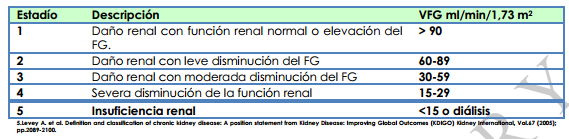 Estadío Descripción VFG ml/min/1,73 m²
1 Daño renal con función renal normal o elevación del FG. > 90
2 Daño renal con leve disminución del FG 60-89
3 Daño renal con moderada disminución del FG 30-59
4 Severa disminución de la función renal 15-29
5 Insuficiencia renal <15 o diálisis
S.Levey A. et al. Definition and classification of chronic kidney disease: A position statement from Kidney Disease: Improving Global Outcomes (KDIGO) Kidney International, Vol.67 (2005);
pp.2089-2100.